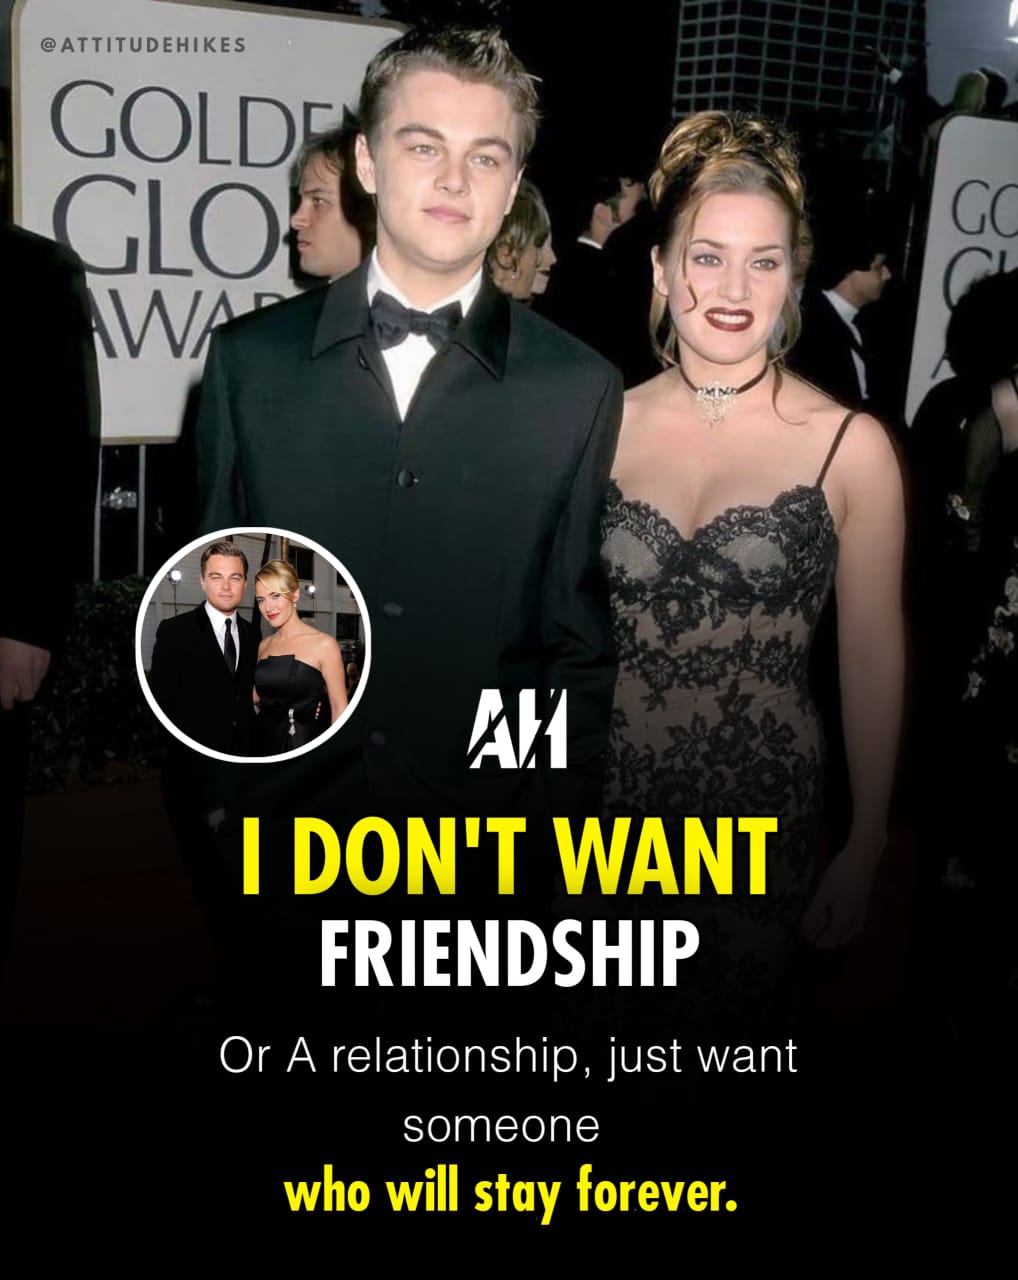 @ATTITUDEHIKES
GOLDE
GLO
AWA
GO
AH
I DON'T WANT
FRIENDSHIP
Or A relationship, just want
someone
who will stay forever.